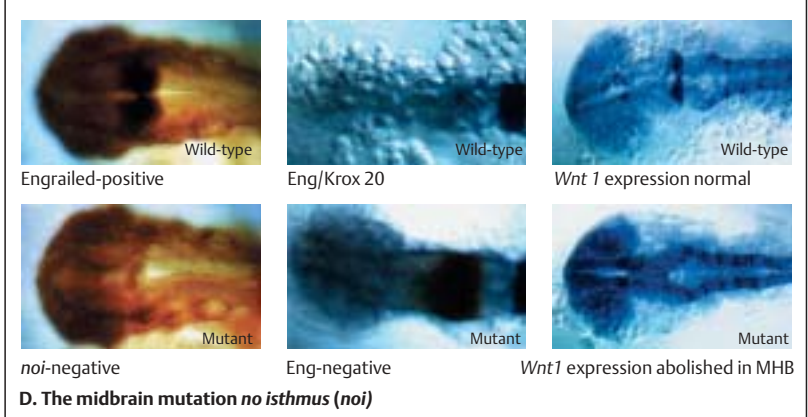 Wild-type
Wild-type
Wild-type
Engrailed-positive
Eng/Krox 20
Wnt 1 expression normal
Mutant
Mutant
Mutant
noi-negative
Eng-negative
Wnt1 expression abolished in MHB
D. The midbrain mutation no isthmus (noi)